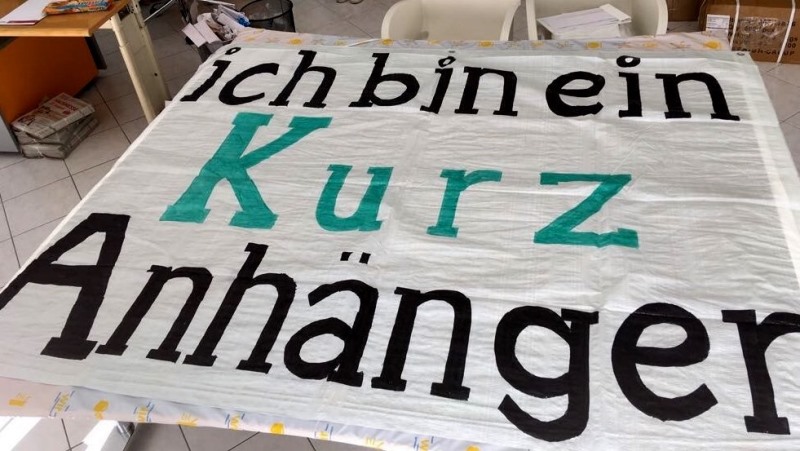 ich bin ein
Kurz
Anhänger